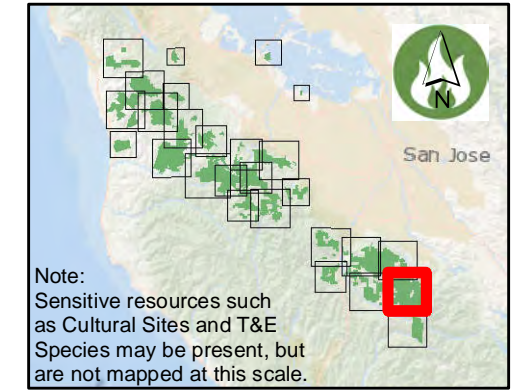 N
San Jose
Note:
Sensitive resources such
as Cultural Sites and T&E
Species may be present, but
are not mapped at this scale.